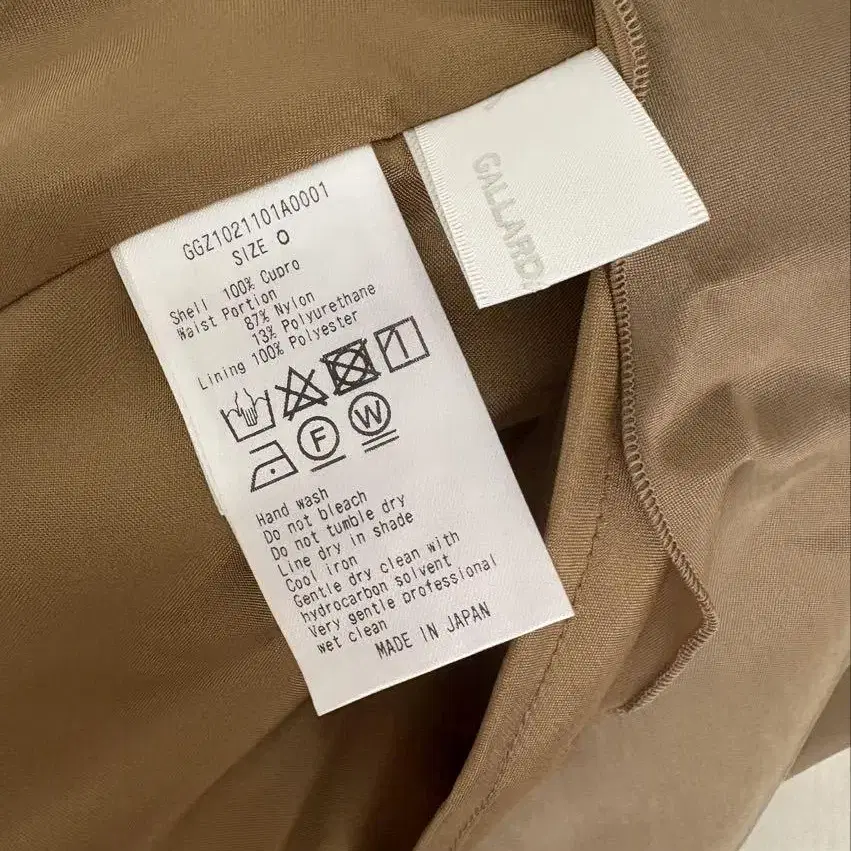 GGZ1021101A0001
SIZE 0
Shell 100% Cupro
Waist Portion
87% Nylon
13% Polyurethane
Lining 100% Polyester
F
W
Hand wash
Do not bleach
Do not tumble dry
Line dry in shade
Cool iron
Gentle dry clean with
hydrocarbon solvent
Very gentle professional
wet clean
MADE IN JAPAN